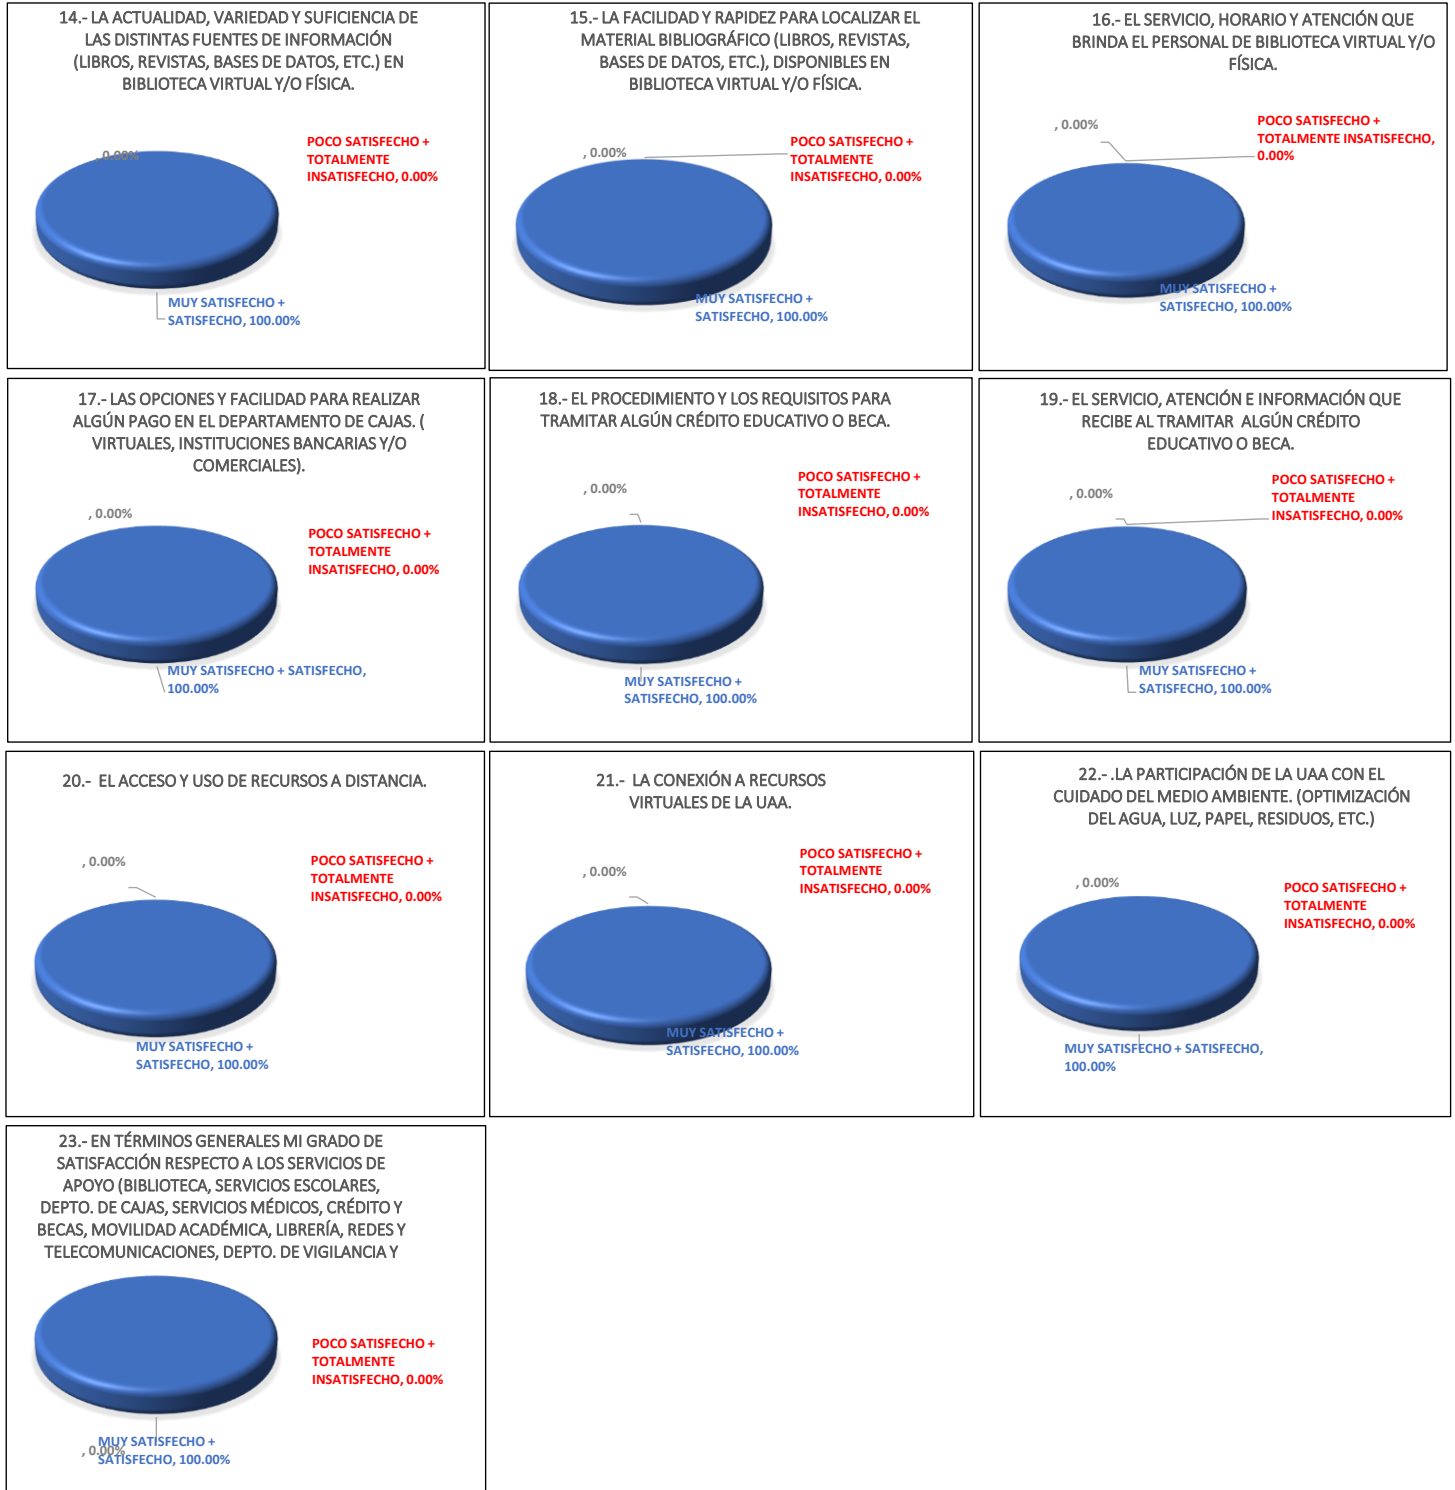 14.- LA ACTUALIDAD, VARIEDAD Y SUFICIENCIA DE
LAS DISTINTAS FUENTES DE INFORMACIÓN
(LIBROS, REVISTAS, BASES DE DATOS, ETC.) EN
BIBLIOTECA VIRTUAL Y/O FÍSICA.
, 0.00%
POCO SATISFECHO +
TOTALMENTE
INSATISFECHO, 0.00%
MUY SATISFECHO +
SATISFECHO, 100.00%
15.- LA FACILIDAD Y RAPIDEZ PARA LOCALIZAR EL
MATERIAL BIBLIOGRÁFICO (LIBROS, REVISTAS,
BASES DE DATOS, ETC.), DISPONIBLES EN
BIBLIOTECA VIRTUAL Y/O FÍSICA.
, 0.00%
POCO SATISFECHO +
TOTALMENTE
INSATISFECHO, 0.00%
MUY SATISFECHO +
SATISFECHO, 100.00%
16.- EL SERVICIO, HORARIO Y ATENCIÓN QUE
BRINDA EL PERSONAL DE BIBLIOTECA VIRTUAL Y/O
FÍSICA.
, 0.00%
POCO SATISFECHO +
TOTALMENTE INSATISFECHO,
0.00%
MUY SATISFECHO +
SATISFECHO, 100.00%
17.- LAS OPCIONES Y FACILIDAD PARA REALIZAR
ALGÚN PAGO EN EL DEPARTAMENTO DE CAJAS. (
VIRTUALES, INSTITUCIONES BANCARIAS Y/O
COMERCIALES).
, 0.00%
POCO SATISFECHO +
TOTALMENTE
INSATISFECHO, 0.00%
MUY SATISFECHO + SATISFECHO,
100.00%
18.- EL PROCEDIMIENTO Y LOS REQUISITOS PARA
TRAMITAR ALGÚN CRÉDITO EDUCATIVO O BECA.
, 0.00%
POCO SATISFECHO +
TOTALMENTE
INSATISFECHO, 0.00%
MUY SATISFECHO +
SATISFECHO, 100.00%
19.- EL SERVICIO, ATENCIÓN E INFORMACIÓN QUE
RECIBE AL TRAMITAR ALGÚN CRÉDITO
EDUCATIVO O BECA.
, 0.00%
POCO SATISFECHO +
TOTALMENTE
INSATISFECHO, 0.00%
MUY SATISFECHO +
SATISFECHO, 100.00%
20.- EL ACCESO Y USO DE RECURSOS A DISTANCIA.
, 0.00%
POCO SATISFECHO +
TOTALMENTE
INSATISFECHO, 0.00%
MUY SATISFECHO +
SATISFECHO, 100.00%
21.- LA CONEXIÓN A RECURSOS
VIRTUALES DE LA UAA.
, 0.00%
POCO SATISFECHO +
TOTALMENTE
INSATISFECHO, 0.00%
MUY SATISFECHO +
SATISFECHO, 100.00%
22.- .LA PARTICIPACIÓN DE LA UAA CON EL
CUIDADO DEL MEDIO AMBIENTE. (OPTIMIZACIÓN
DEL AGUA, LUZ, PAPEL, RESIDUOS, ETC.)
, 0.00%
POCO SATISFECHO +
TOTALMENTE
INSATISFECHO, 0.00%
MUY SATISFECHO + SATISFECHO,
100.00%
23.- EN TÉRMINOS GENERALES MI GRADO DE
SATISFACCIÓN RESPECTO A LOS SERVICIOS DE
APOYO (BIBLIOTECA, SERVICIOS ESCOLARES,
DEPTO. DE CAJAS, SERVICIOS MÉDICOS, CRÉDITO Y
BECAS, MOVILIDAD ACADÉMICA, LIBRERÍA, REDES Y
TELECOMUNICACIONES, DEPTO. DE VIGILANCIA Y
POCO SATISFECHO +
TOTALMENTE
INSATISFECHO, 0.00%
MUY SATISFECHO +
SATISFECHO, 100.00%
, 0.00%